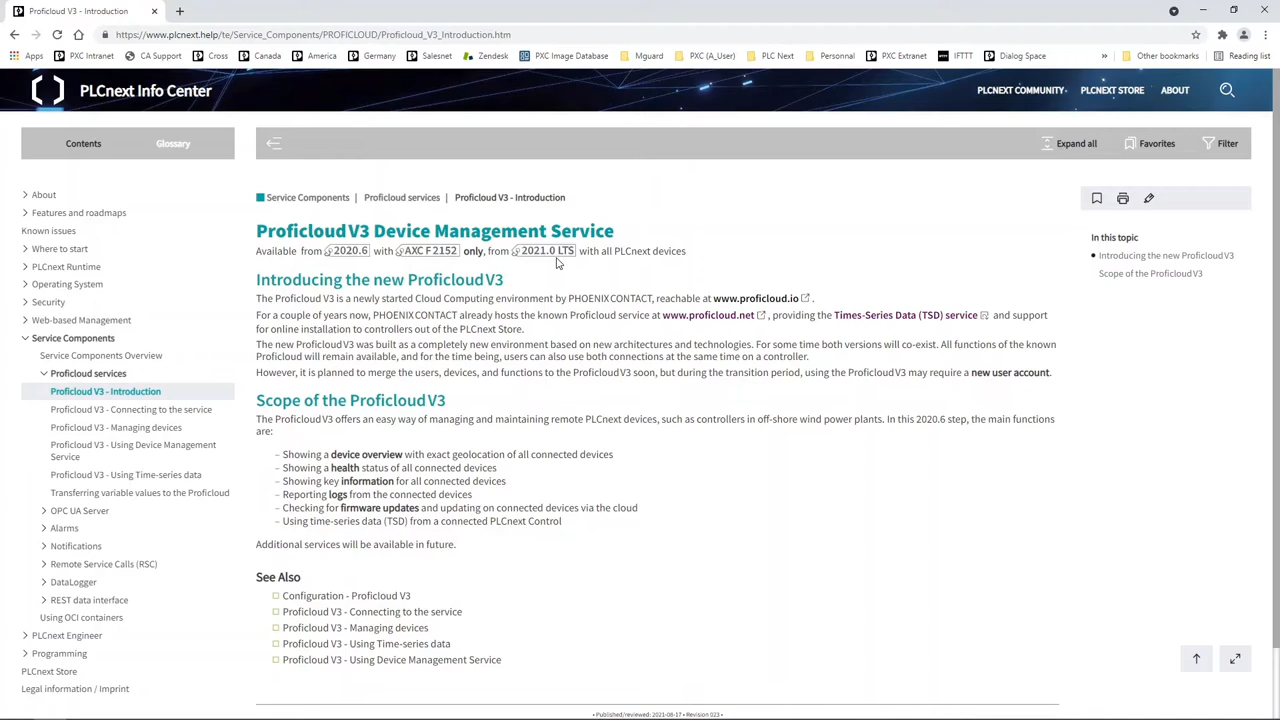 Proficloud V3 - Introduction
https://www.plcnext.help/te/Service_Components/PROFICLOUD/Proficloud_V3_Introduction.htm
Apps PXC Intranet CA Support Cross Canada America Germany Salesnet Zendesk PXC Image Database Mguard PXC (A_User) PLC Next Personal PXC Extranet IFTTT Dialog Space » Other bookmarks Reading list
PLCnext Info Center
PLCNEXT COMMUNITY PLCNEXT STORE ABOUT
Contents Glossary
Expand all Favorites Filter
About
Features and roadmaps
Known issues
Where to start
PLCnext Runtime
Operating System
Security
Web-based Management
Service Components
Service Components Overview
Proficloud services
Proficloud V3 - Introduction
Proficloud V3 - Connecting to the service
Proficloud V3 - Managing devices
Proficloud V3 - Using Device Management
Service
Proficloud V3 - Using Time-series data
Transferring variable values to the Proficloud
OPC UA Server
Alarms
Notifications
Remote Service Calls (RSC)
DataLogger
REST data interface
Using OCI containers
PLCnext Engineer
Programming
PLCnext Store
Legal information / Imprint
Service Components | Proficloud services | Proficloud V3 - Introduction
Proficloud V3 Device Management Service
Available from 2020.6 with AXC F 2152 only, from 2021.0 LTS with all PLCnext devices
Introducing the new Proficloud V3
The Proficloud V3 is a newly started Cloud Computing environment by PHOENIX CONTACT, reachable at www.proficloud.io .
For a couple of years now, PHOENIX CONTACT already hosts the known Proficloud service at www.proficloud.net , providing the Times-Series Data (TSD) service and support
for online installation to controllers out of the PLCnext Store.
The new Proficloud V3 was built as a completely new environment based on new architectures and technologies. For some time both versions will co-exist. All functions of the known
Proficloud will remain available, and for the time being, users can also use both connections at the same time on a controller.
However, it is planned to merge the users, devices, and functions to the Proficloud V3 soon, but during the transition period, using the Proficloud V3 may require a new user account.
Scope of the Proficloud V3
The Proficloud V3 offers an easy way of managing and maintaining remote PLCnext devices, such as controllers in off-shore wind power plants. In this 2020.6 step, the main functions
are:
– Showing a device overview with exact geolocation of all connected devices
– Showing a health status of all connected devices
– Showing key information for all connected devices
– Reporting logs from the connected devices
– Checking for firmware updates and updating on connected devices via the cloud
– Using time-series data (TSD) from a connected PLCnext Control
Additional services will be available in future.
See Also
Configuration - Proficloud V3
Proficloud V3 - Connecting to the service
Proficloud V3 - Managing devices
Proficloud V3 - Using Time-series data
Proficloud V3 - Using Device Management Service
• Published/reviewed: 2021-08-17 • Revision 023 •
In this topic
Introducing the new Proficloud V3
Scope of the Proficloud V3